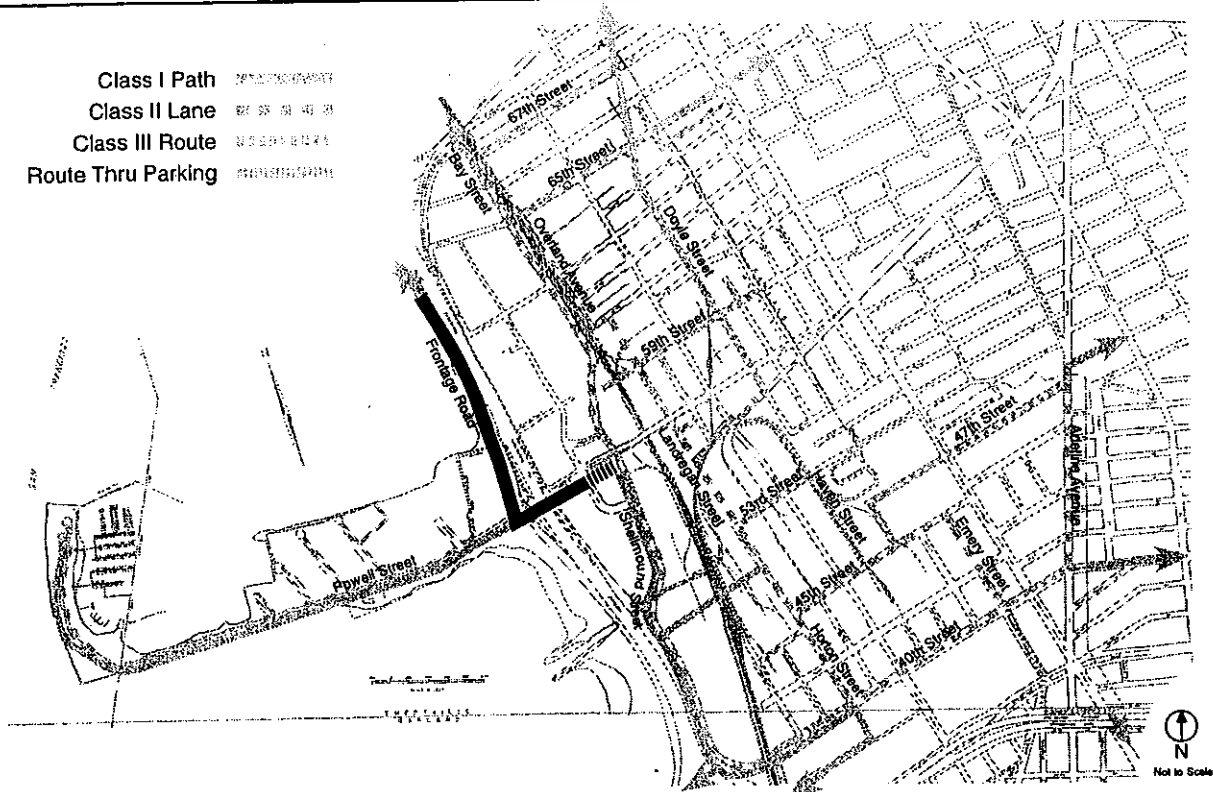 Class I Path
Class II Lane
Class III Route
Route Thru Parking
67th Street
65th Street
Bay Street
Overland Avenue
Doyle Street
59th Street
Frontage Road
Landregan Street
47th Street
Adeline Avenue
53rd Street
Haven Street
Emery Street
Shellmound Street
Powell Street
45th Street
Horton Street
40th Street
N
Not to Scale